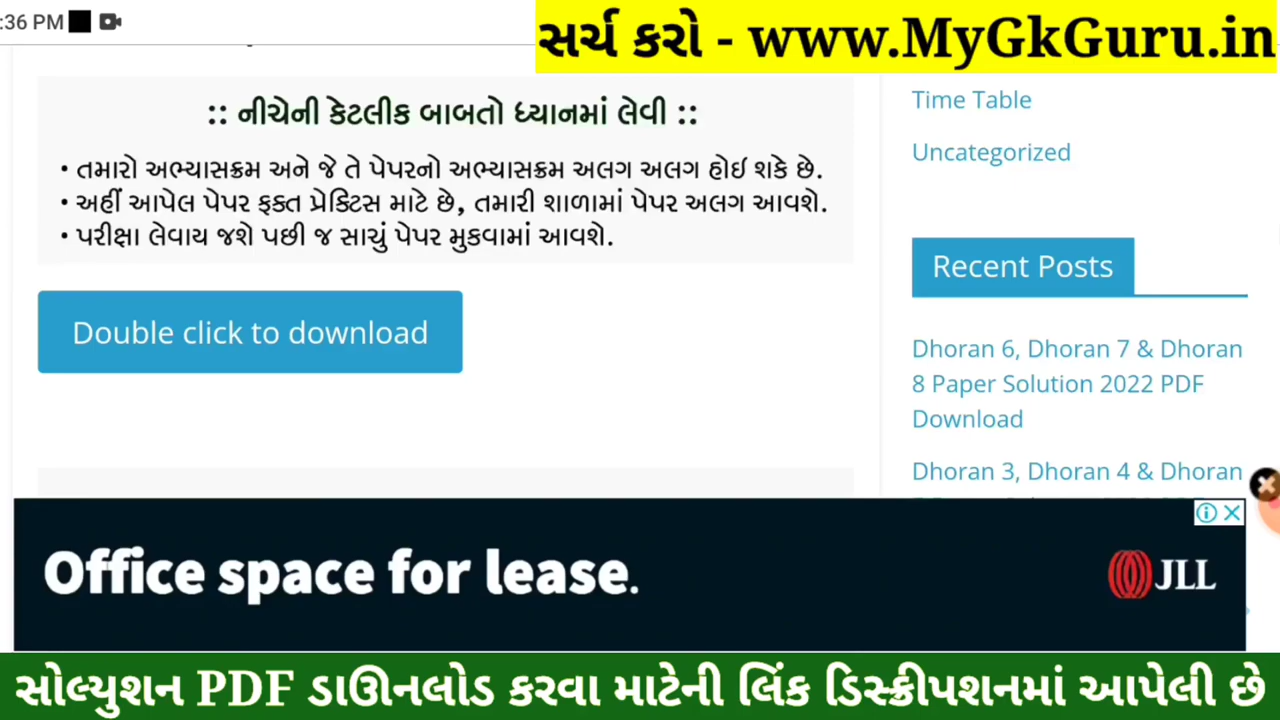 :36 PM
સર્ચ કરો - www.MyGkGuru.in
:: નીચેની કેટલીક બાબતો ધ્યાનમાં લેવી ::
• તમારો અભ્યાસક્રમ અને જે તે પેપરનો અભ્યાસક્રમ અલગ અલગ હોઈ શકે છે.
• અહીં આપેલ પેપર ફક્ત પ્રેક્ટિસ માટે છે, તમારી શાળામાં પેપર અલગ આવશે.
• પરીક્ષા લેવાય જશે પછી જ સાચું પેપર મુકવામાં આવશે.
Double click to download
Time Table
Uncategorized
Recent Posts
Dhoran 6, Dhoran 7 & Dhoran
8 Paper Solution 2022 PDF
Download
Dhoran 3, Dhoran 4 & Dhoran
Office space for lease.
JLL
સોલ્યુશન PDF ડાઊનલોડ કરવા માટેની લિંક ડિસ્ક્રીપશનમાં આપેલી છે